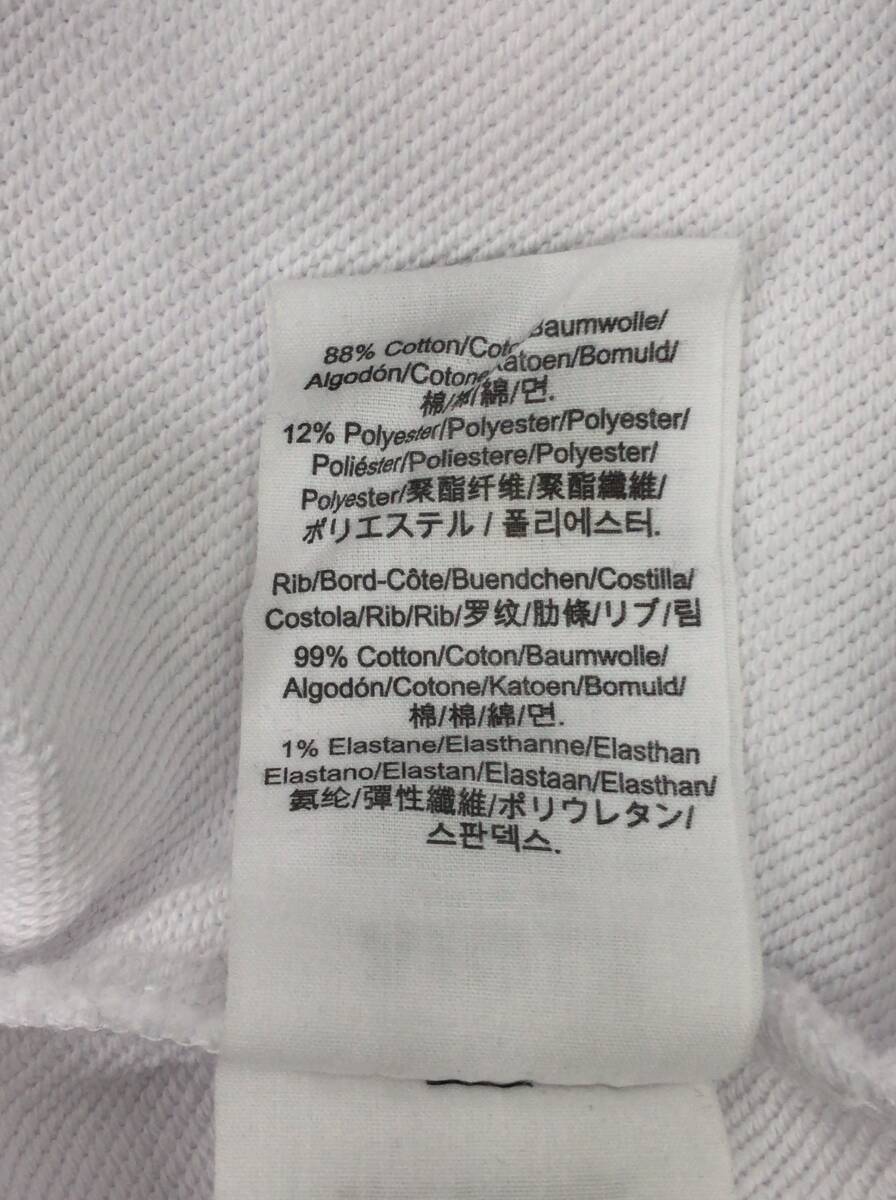 88% Cotton/Coto Baumwolle/
Algodón/Cotone Katoen/Bomuld/
棉/棉/綿/면.
12% Polyester/Polyester/Polyester/
Poliéster/Poliestere/Polyester/
Polyester/聚酯纤维/聚酯纖維/
ポリエステル / 폴리에스터.
Rib/Bord-Côte/Buendchen/Costilla/
Costola/Rib/Rib/罗纹/肋條/リブ/림
99% Cotton/Coton/Baumwolle/
Algodón/Cotone/Katoen/Bomuld/
棉/棉/綿/면.
1% Elastane/Elasthanne/Elasthan
Elastano/Elastan/Elastaan/Elasthan/
氨纶/彈性纖維/ポリウレタン/
스판덱스.